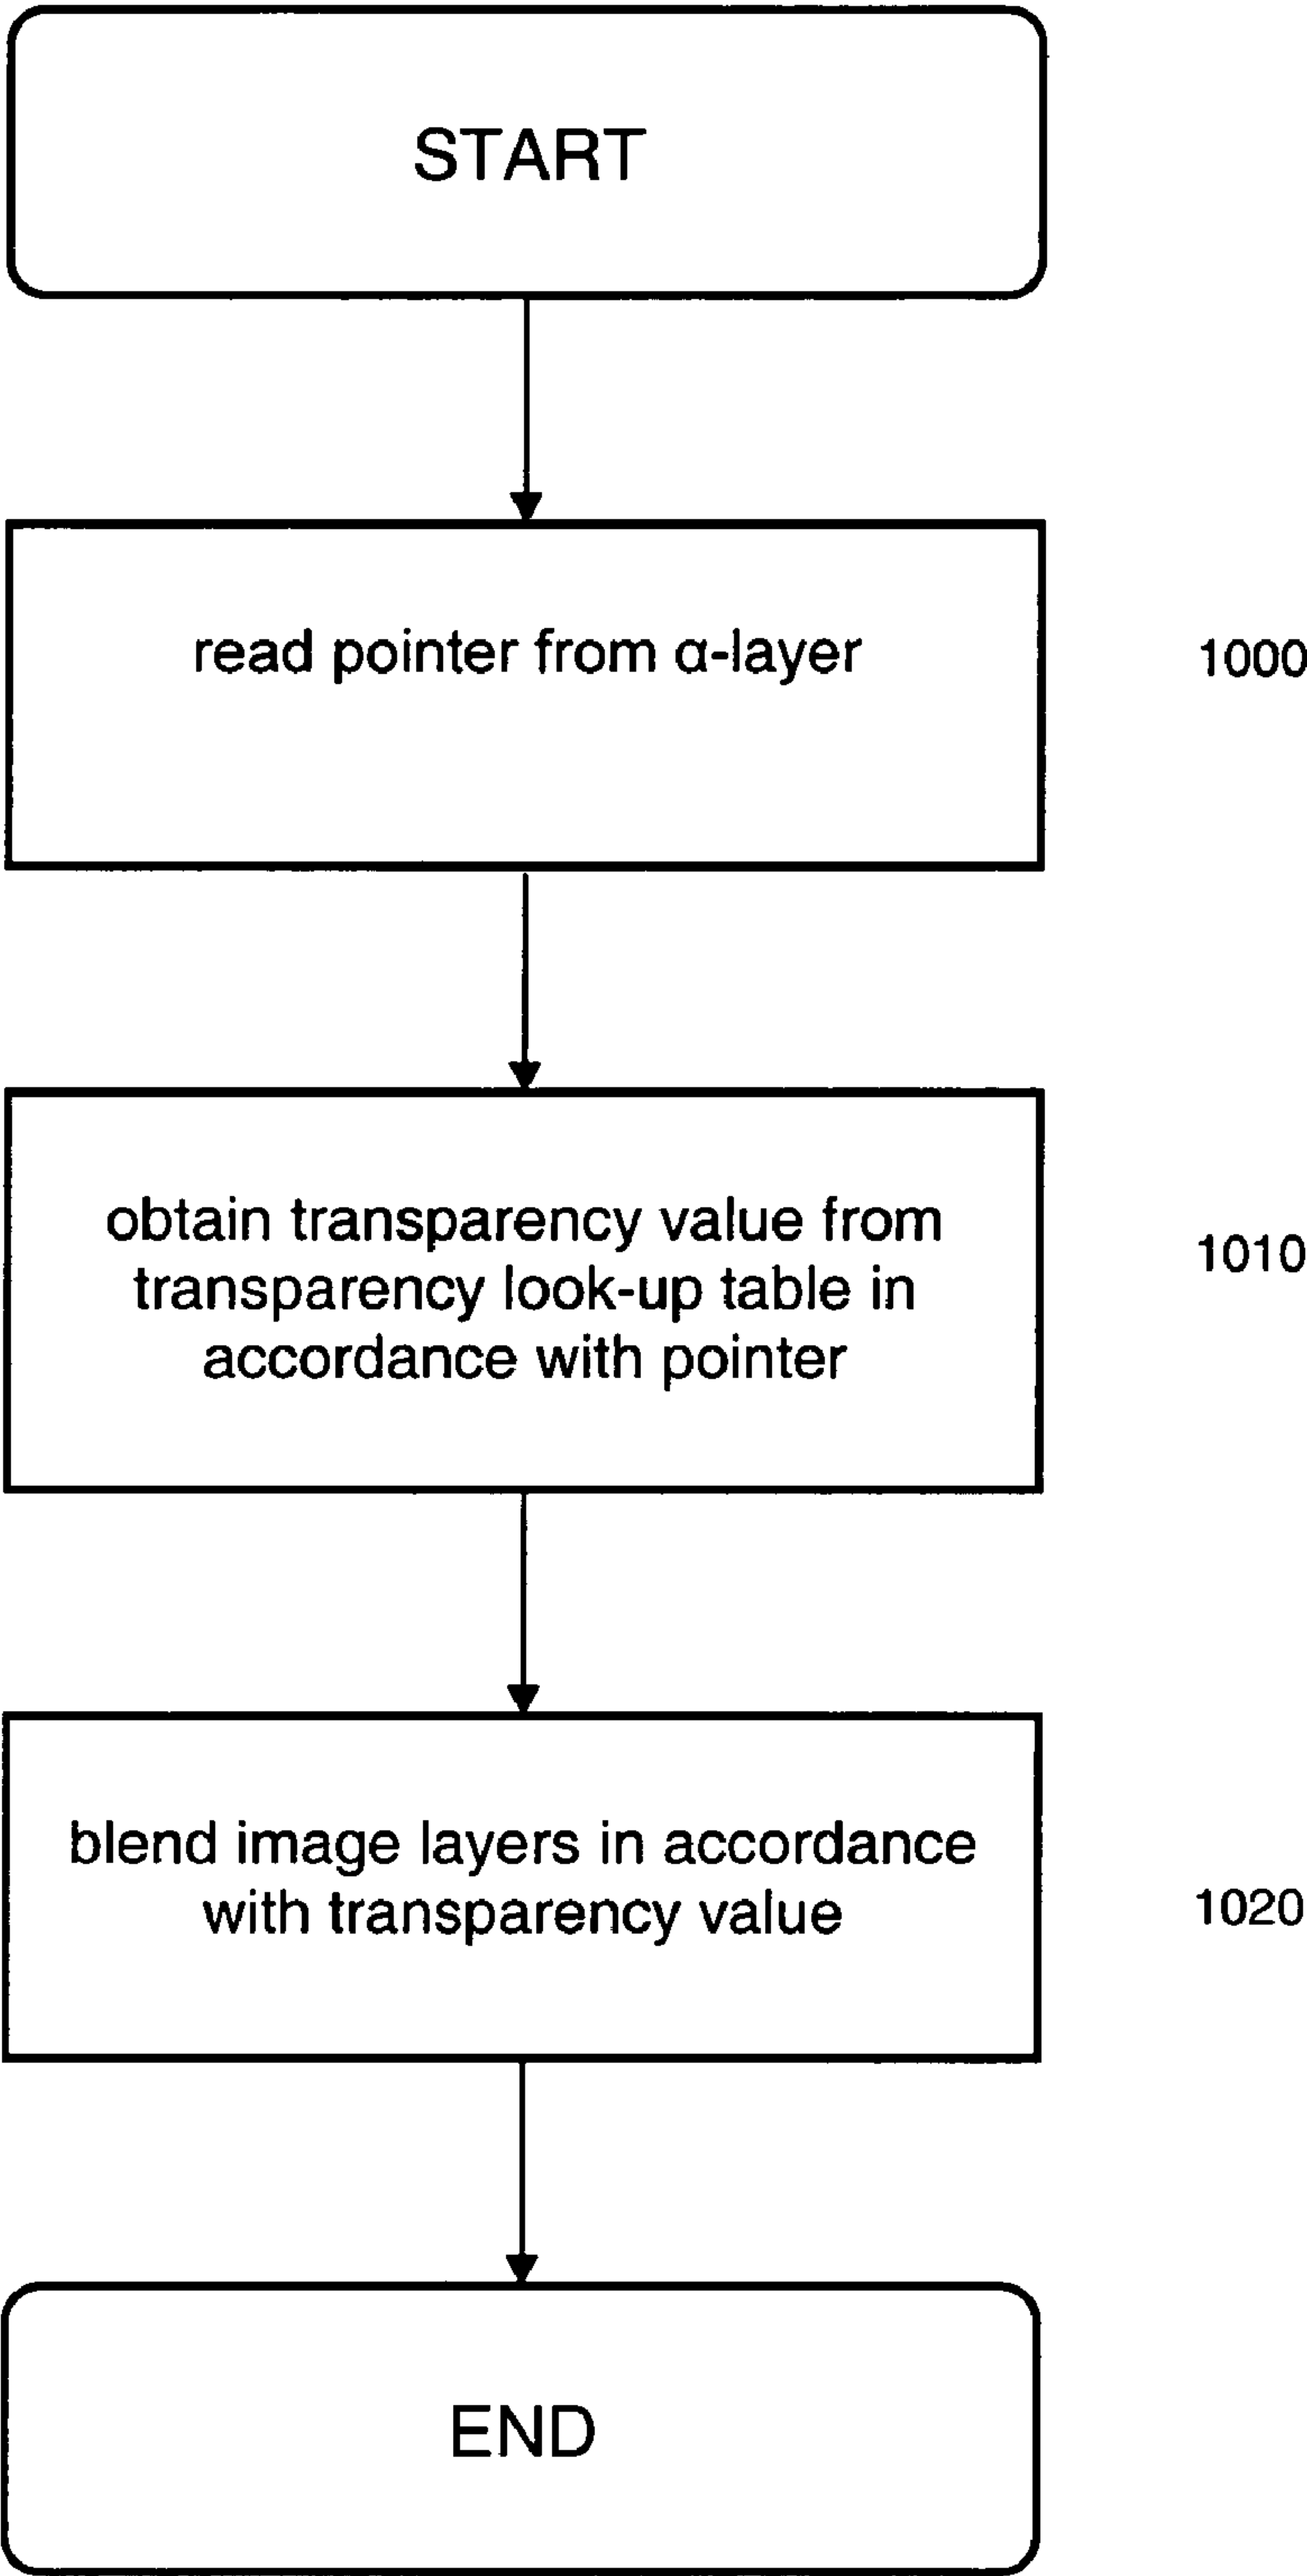 START
read pointer from α-layer
1000
obtain transparency value from
transparency look-up table in
accordance with pointer
1010
blend image layers in accordance
with transparency value
1020
END